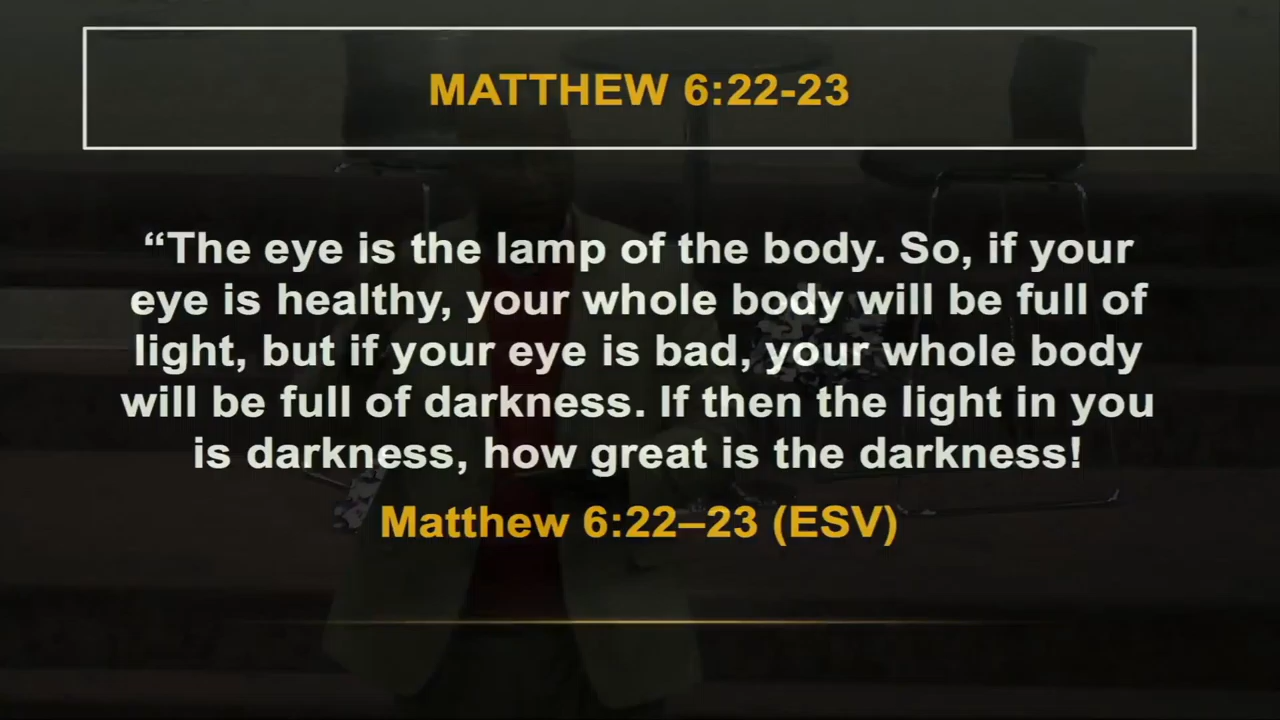 MATTHEW 6:22-23
“The eye is the lamp of the body. So, if your
eye is healthy, your whole body will be full of
light, but if your eye is bad, your whole body
will be full of darkness. If then the light in you
is darkness, how great is the darkness!
Matthew 6:22–23 (ESV)